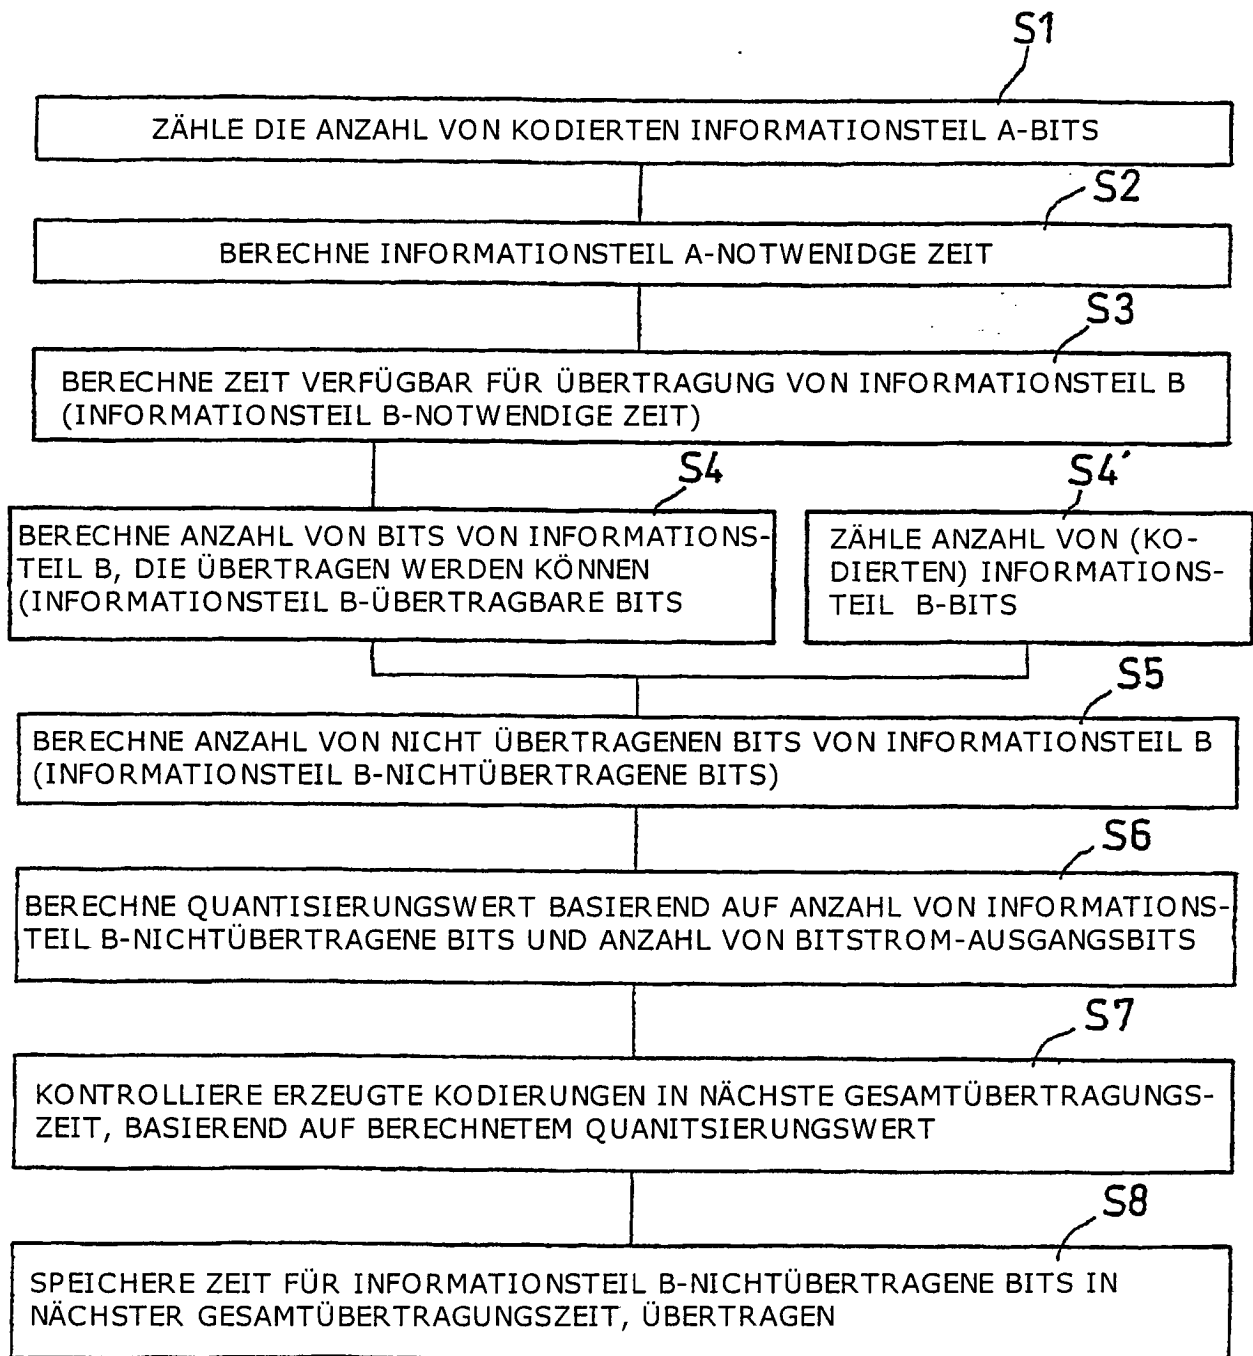 S1
ZÄHLE DIE ANZAHL VON KODIERTEN INFORMATIONSTEIL A-BITS
S2
BERECHNE INFORMATIONSTEIL A-NOTWENIDGE ZEIT
S3
BERECHNE ZEIT VERFÜGBAR FÜR ÜBERTRAGUNG VON INFORMATIONSTEIL B
(INFORMATIONSTEIL B-NOTWENDIGE ZEIT)
S4
BERECHNE ANZAHL VON BITS VON INFORMATIONS-
TEIL B, DIE ÜBERTRAGEN WERDEN KÖNNEN
(INFORMATIONSTEIL B-ÜBERTRAGBARE BITS
S4´
ZÄHLE ANZAHL VON (KO-
DIERTEN) INFORMATIONS-
TEIL B-BITS
S5
BERECHNE ANZAHL VON NICHT ÜBERTRAGENEN BITS VON INFORMATIONSTEIL B
(INFORMATIONSTEIL B-NICHTÜBERTRAGENE BITS)
S6
BERECHNE QUANTISIERUNGSWERT BASIEREND AUF ANZAHL VON INFORMATIONS-
TEIL B-NICHTÜBERTRAGENE BITS UND ANZAHL VON BITSTROM-AUSGANGSBITS
S7
KONTROLLIERE ERZEUGTE KODIERUNGEN IN NÄCHSTE GESAMTÜBERTRAGUNGS-
ZEIT, BASIEREND AUF BERECHNETEM QUANITSIERUNGSWERT
S8
SPEICHERE ZEIT FÜR INFORMATIONSTEIL B-NICHTÜBERTRAGENE BITS IN
NÄCHSTER GESAMTÜBERTRAGUNGSZEIT, ÜBERTRAGEN